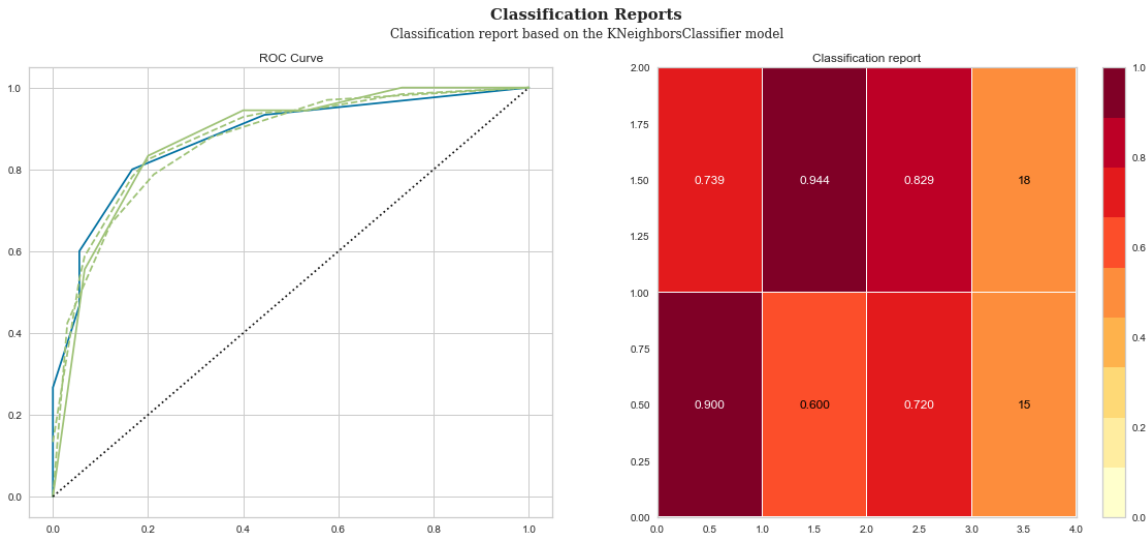 Classification Reports
Classification report based on the KNeighborsClassifier model
ROC Curve
1.0
0.8
0.6
0.4
0.2
0.0
0.0 0.2 0.4 0.6 0.8 1.0
Classification report
2.00
1.75
1.50
1.25
1.00
0.75
0.50
0.25
0.00
0.739 0.944 0.829 18
0.900 0.600 0.720 15
0.0 0.5 1.0 1.5 2.0 2.5 3.0 3.5 4.0
1.0
0.8
0.6
0.4
0.2
0.0